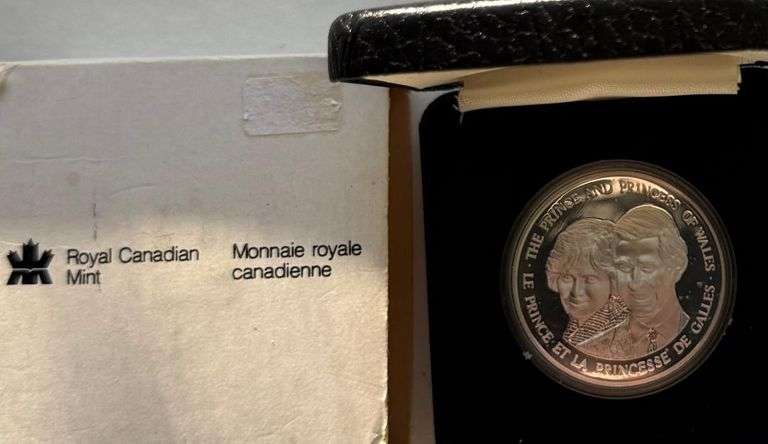 Royal Canadian
Mint
Monnaie royale
canadienne
· THE PRINCE AND PRINCESS OF WALES ·
LE PRINCE ET LA PRINCESSE DE GALLES